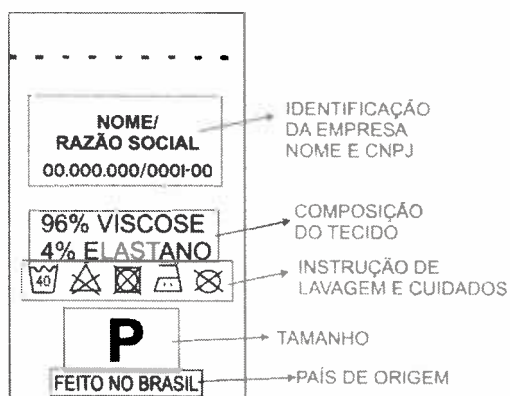 NOME/
RAZÃO SOCIAL
00.000.000/0001-00
IDENTIFICAÇÃO
DA EMPRESA
NOME E CNPJ
96% VISCOSE
4% ELASTANO
COMPOSIÇÃO
DO TECIDO
40
INSTRUÇÃO DE
LAVAGEM E CUIDADOS
P
TAMANHO
FEITO NO BRASIL
PAÍS DE ORIGEM